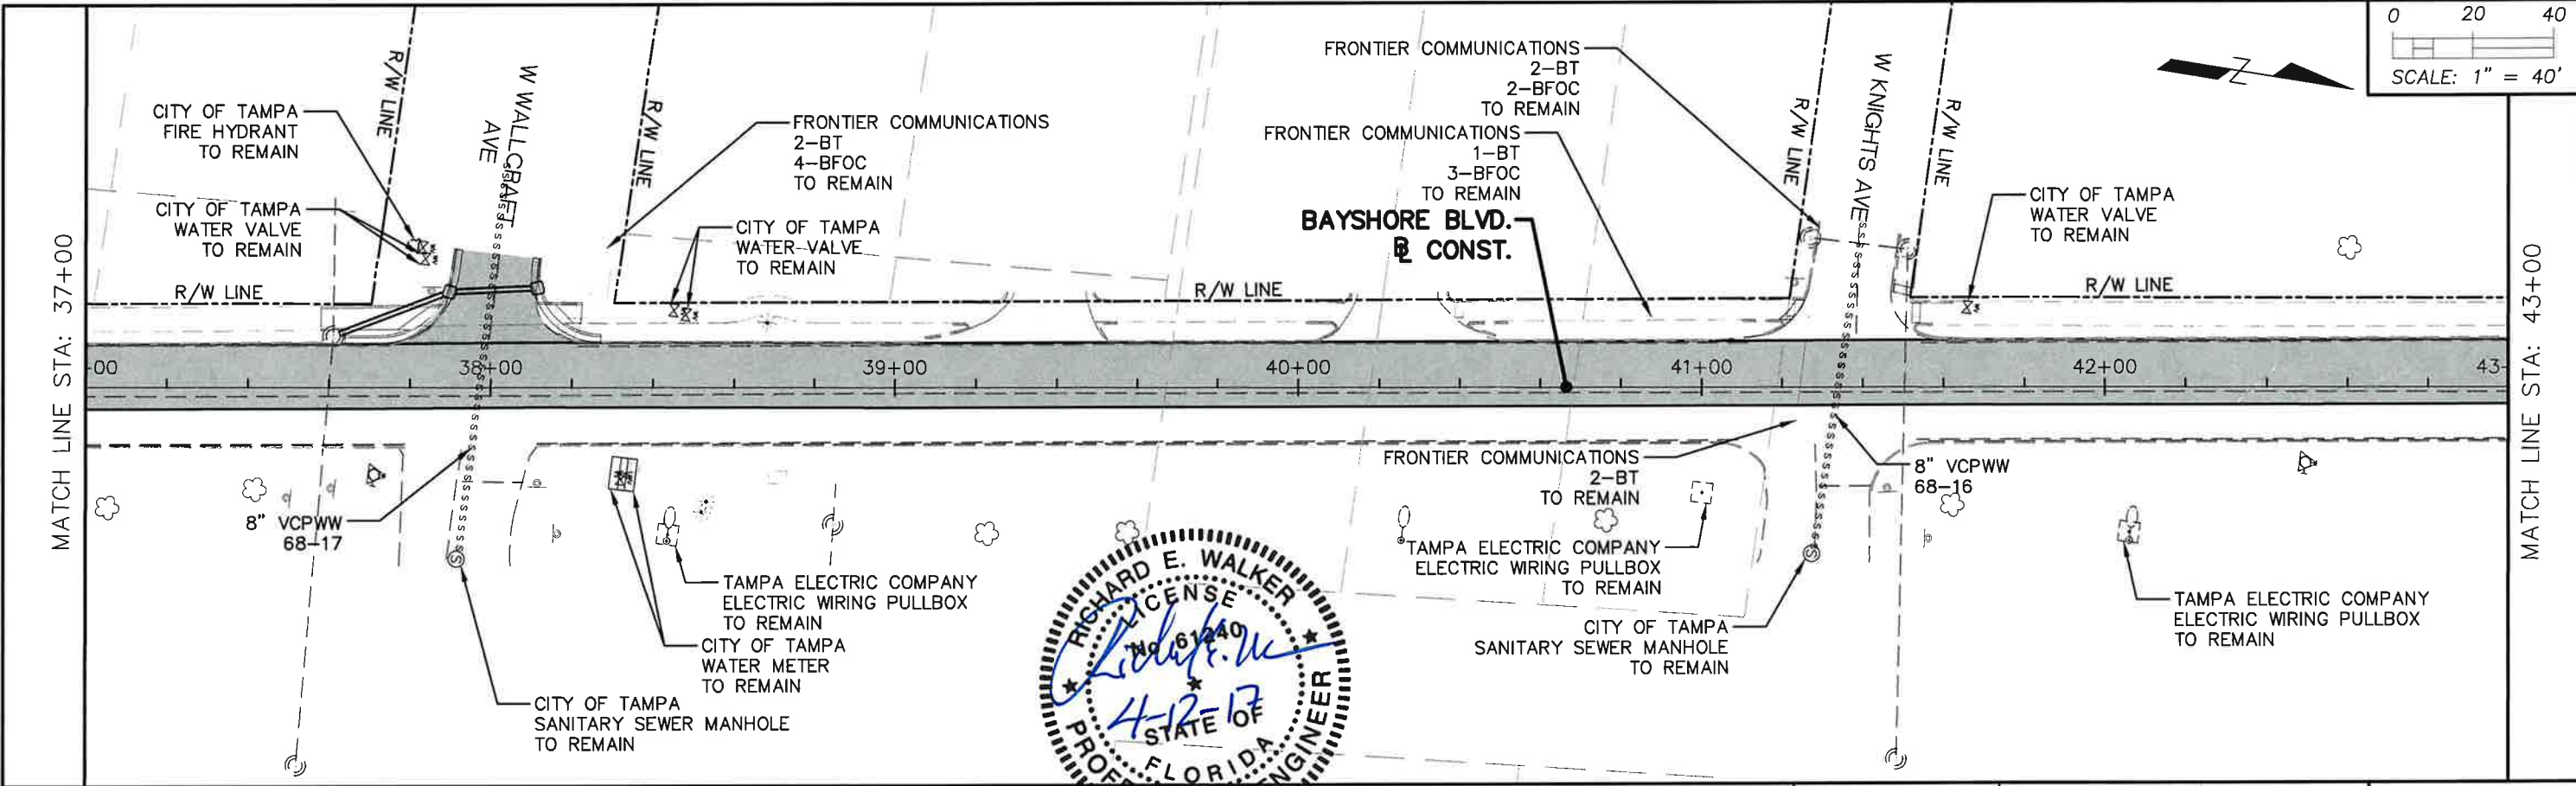 0 20 40
SCALE: 1" = 40'
N
MATCH LINE STA: 37+00
MATCH LINE STA: 43+00
CITY OF TAMPA
FIRE HYDRANT
TO REMAIN
CITY OF TAMPA
WATER VALVE
TO REMAIN
R/W LINE
R/W LINE
W WALLCRAFT
AVE
R/W LINE
FRONTIER COMMUNICATIONS
2-BT
4-BFOC
TO REMAIN
CITY OF TAMPA
WATER VALVE
TO REMAIN
R/W LINE
FRONTIER COMMUNICATIONS
2-BT
2-BFOC
TO REMAIN
FRONTIER COMMUNICATIONS
1-BT
3-BFOC
TO REMAIN
BAYSHORE BLVD.
BL CONST.
R/W LINE
W KNIGHTS AVE
R/W LINE
CITY OF TAMPA
WATER VALVE
TO REMAIN
R/W LINE
-00 38+00 39+00 40+00 41+00 42+00 43-
8" VCPWW
68-17
TAMPA ELECTRIC COMPANY
ELECTRIC WIRING PULLBOX
TO REMAIN
CITY OF TAMPA
WATER METER
TO REMAIN
CITY OF TAMPA
SANITARY SEWER MANHOLE
TO REMAIN
FRONTIER COMMUNICATIONS
2-BT
TO REMAIN
TAMPA ELECTRIC COMPANY
ELECTRIC WIRING PULLBOX
TO REMAIN
CITY OF TAMPA
SANITARY SEWER MANHOLE
TO REMAIN
8" VCPWW
68-16
TAMPA ELECTRIC COMPANY
ELECTRIC WIRING PULLBOX
TO REMAIN
RICHARD E. WALKER
LICENSE
No 61240
4-12-17
STATE OF
FLORIDA
ENGINEER